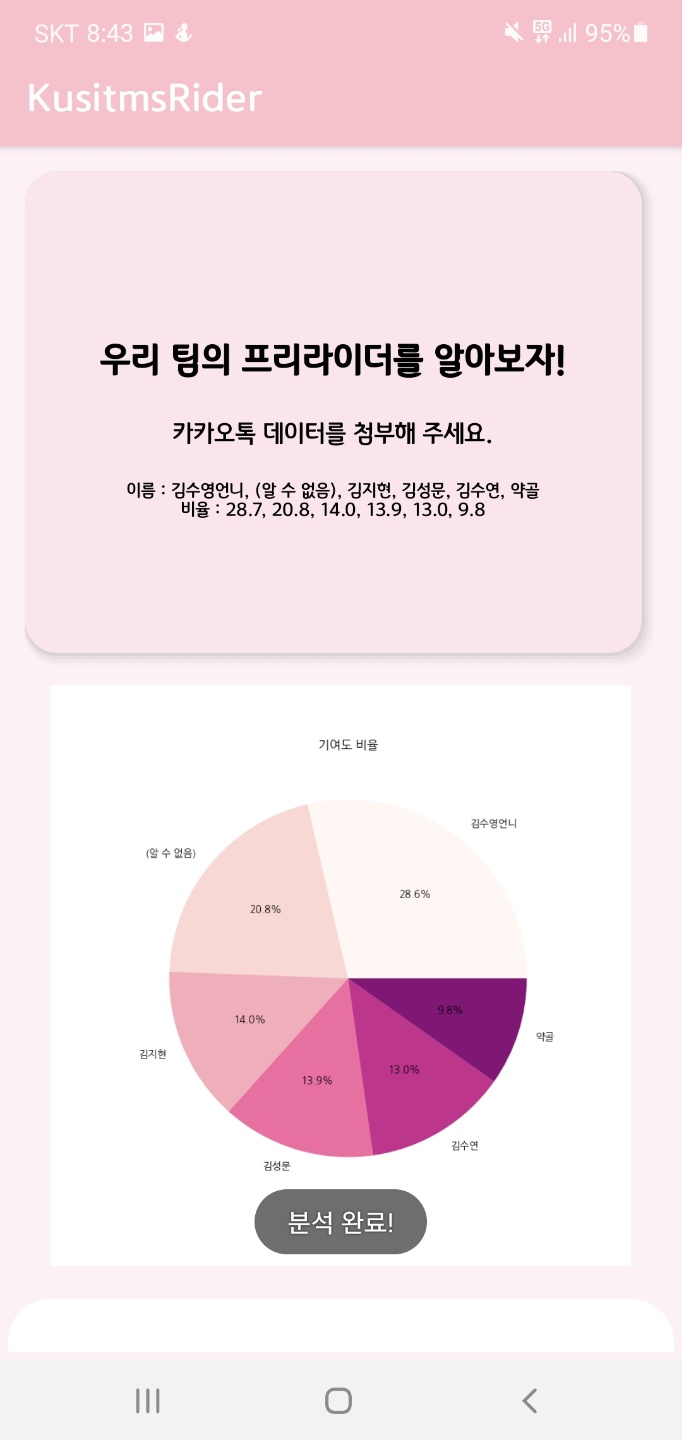 SKT 8:43 5G 95%
KusitmsRider
우리 팀의 프리라이더를 알아보자!
카카오톡 데이터를 첨부해 주세요.
이름 : 김수영언니, (알 수 없음), 김지현, 김성문, 김수연, 약골
비율 : 28.7, 20.8, 14.0, 13.9, 13.0, 9.8
기여도 비율
김수영언니
(알 수 없음)
28.6%
20.8%
9.8%
14.0%
약골
김지현
13.0%
13.9%
김수연
김성문
분석 완료!